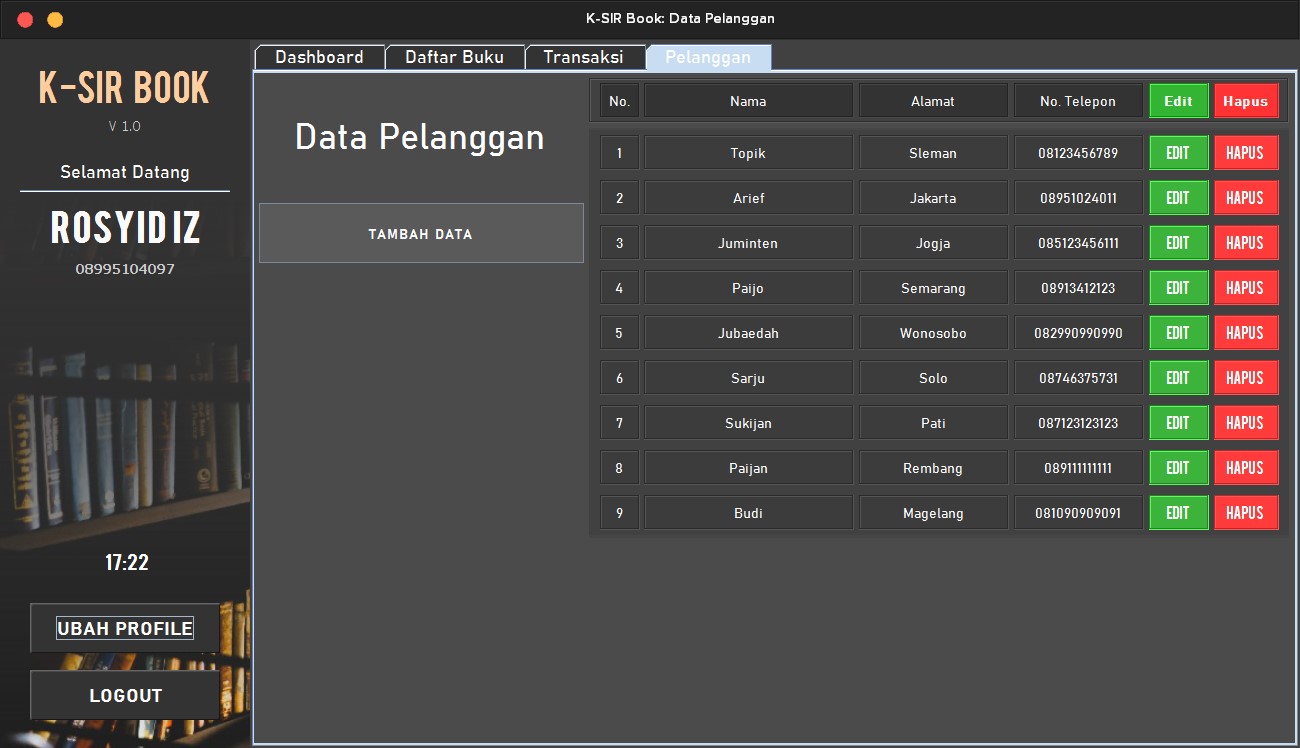 K-SIR Book: Data Pelanggan
K-SIR BOOK
V 1.0
Selamat Datang
ROSYID IZ
08995104097
17:22
UBAH PROFILE
LOGOUT
Dashboard Daftar Buku Transaksi Pelanggan
Data Pelanggan
TAMBAH DATA
No. Nama Alamat No. Telepon Edit Hapus
1 Topik Sleman 08123456789 EDIT HAPUS
2 Arief Jakarta 08951024011 EDIT HAPUS
3 Juminten Jogja 085123456111 EDIT HAPUS
4 Paijo Semarang 08913412123 EDIT HAPUS
5 Jubaedah Wonosobo 082990990990 EDIT HAPUS
6 Sarju Solo 08746375731 EDIT HAPUS
7 Sukijan Pati 087123123123 EDIT HAPUS
8 Paijan Rembang 089111111111 EDIT HAPUS
9 Budi Magelang 081090909091 EDIT HAPUS